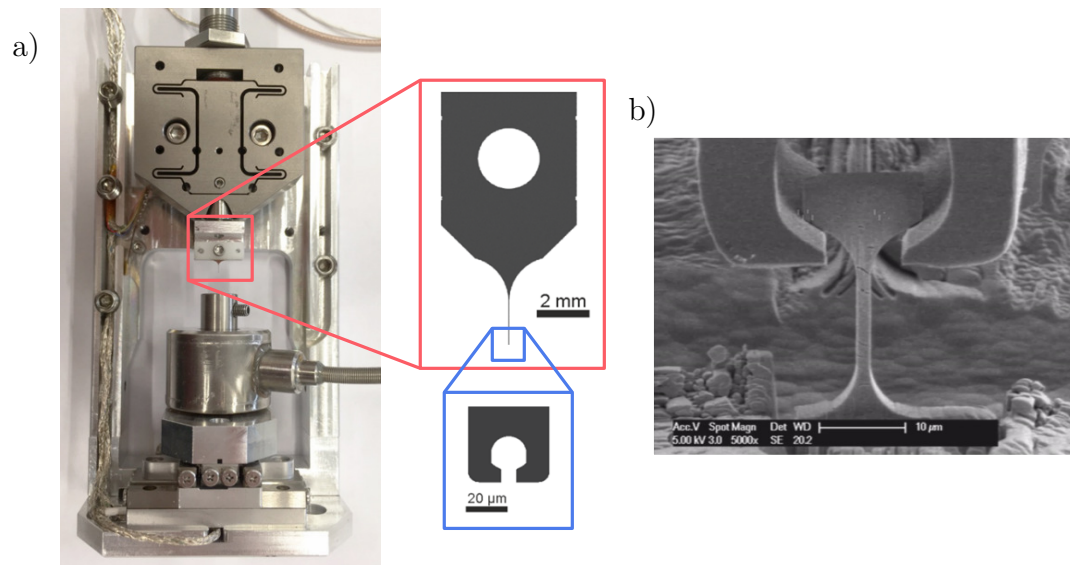 a)
2 mm
20 µm
b)
Acc.V Spot Magn Det WD
5.00 kV 3.0 5000x SE 20.2
10 µm